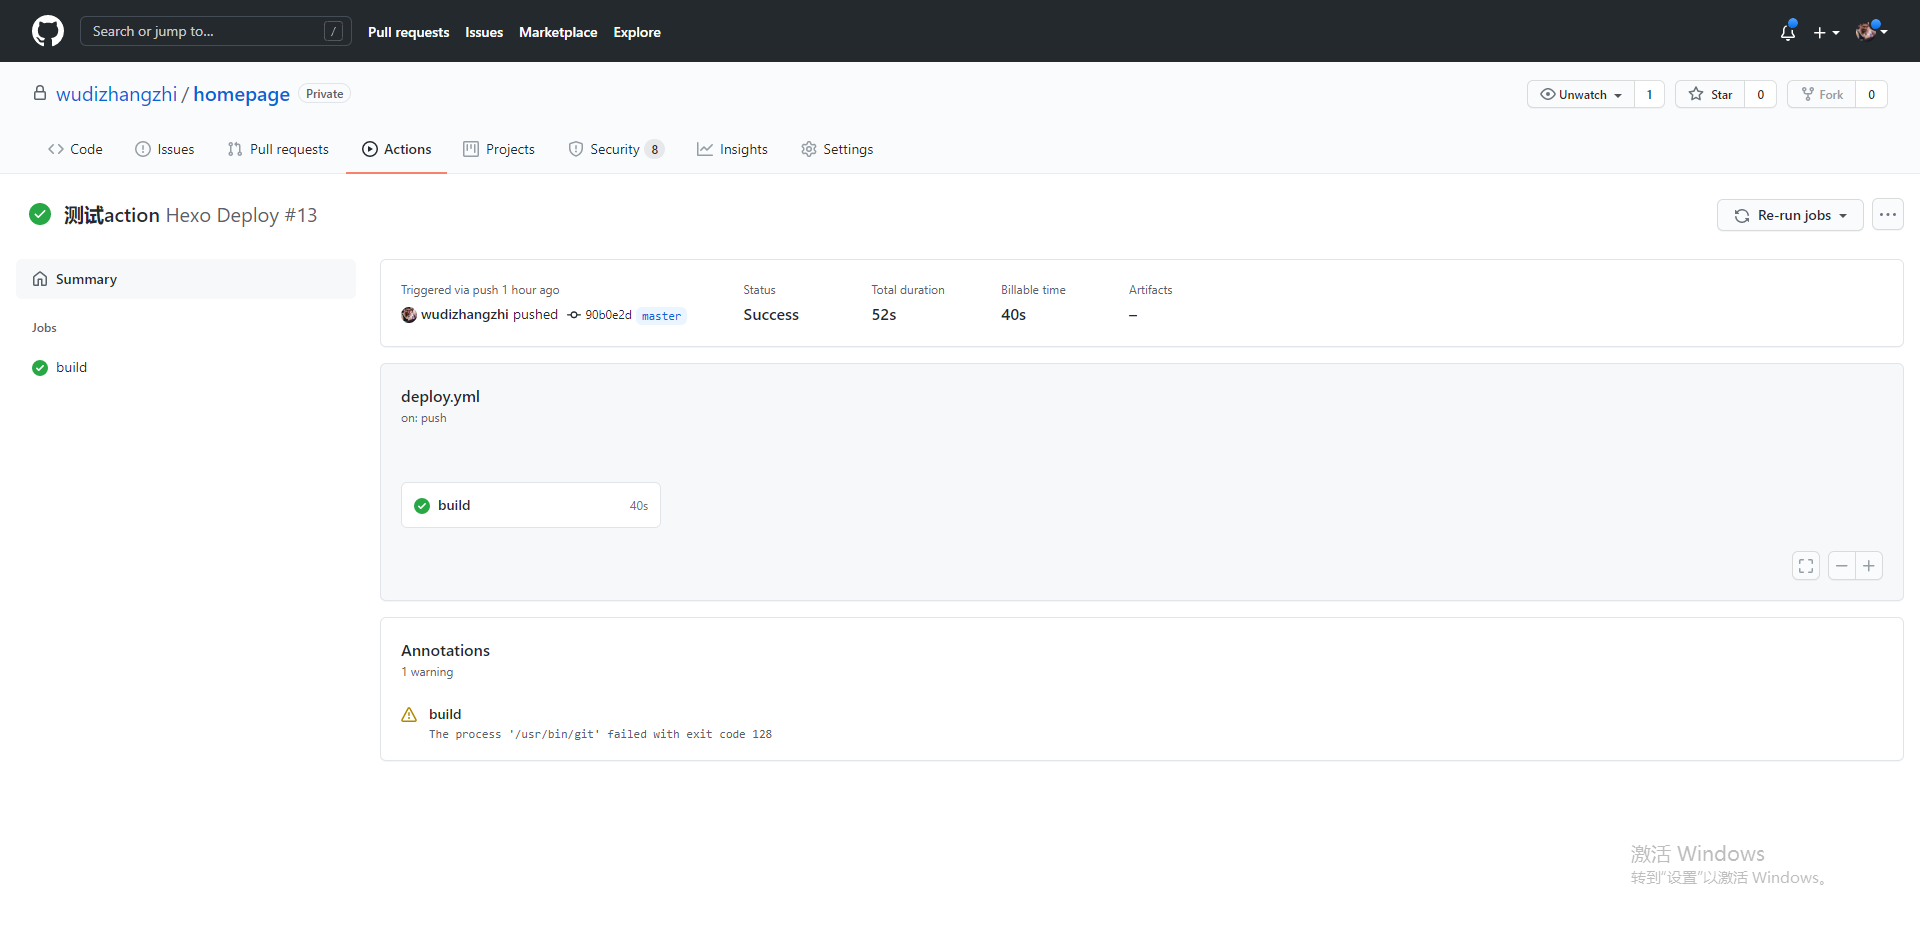 Search or jump to... /
Pull requests Issues Marketplace Explore
wudizhangzhi / homepage Private
Unwatch 1 Star 0 Fork 0
Code Issues Pull requests Actions Projects Security 8 Insights Settings
测试action Hexo Deploy #13
Re-run jobs ...
Summary
Jobs
build
Triggered via push 1 hour ago
wudizhangzhi pushed 90b0e2d master
Status
Success
Total duration
52s
Billable time
40s
Artifacts
–
deploy.yml
on: push
build 40s
Annotations
1 warning
build
The process '/usr/bin/git' failed with exit code 128
激活 Windows
转到"设置"以激活 Windows。